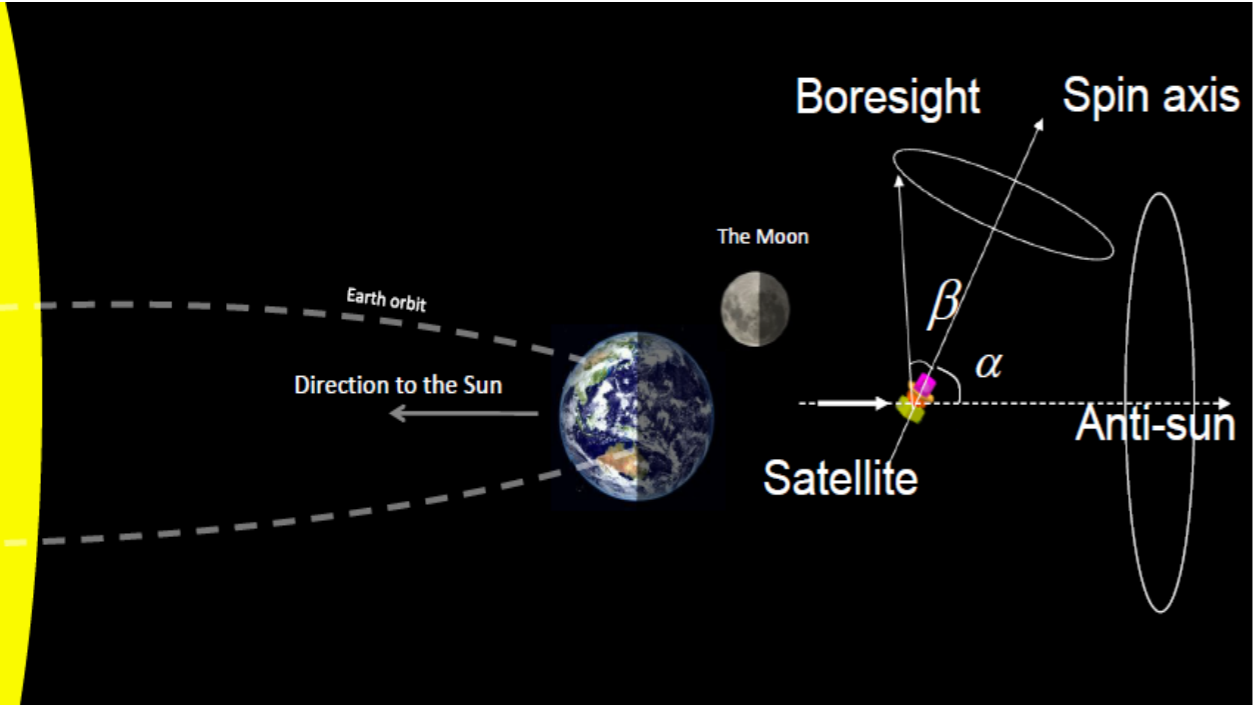 Boresight
Spin axis
The Moon
Earth orbit
β
α
Direction to the Sun
Anti-sun
Satellite